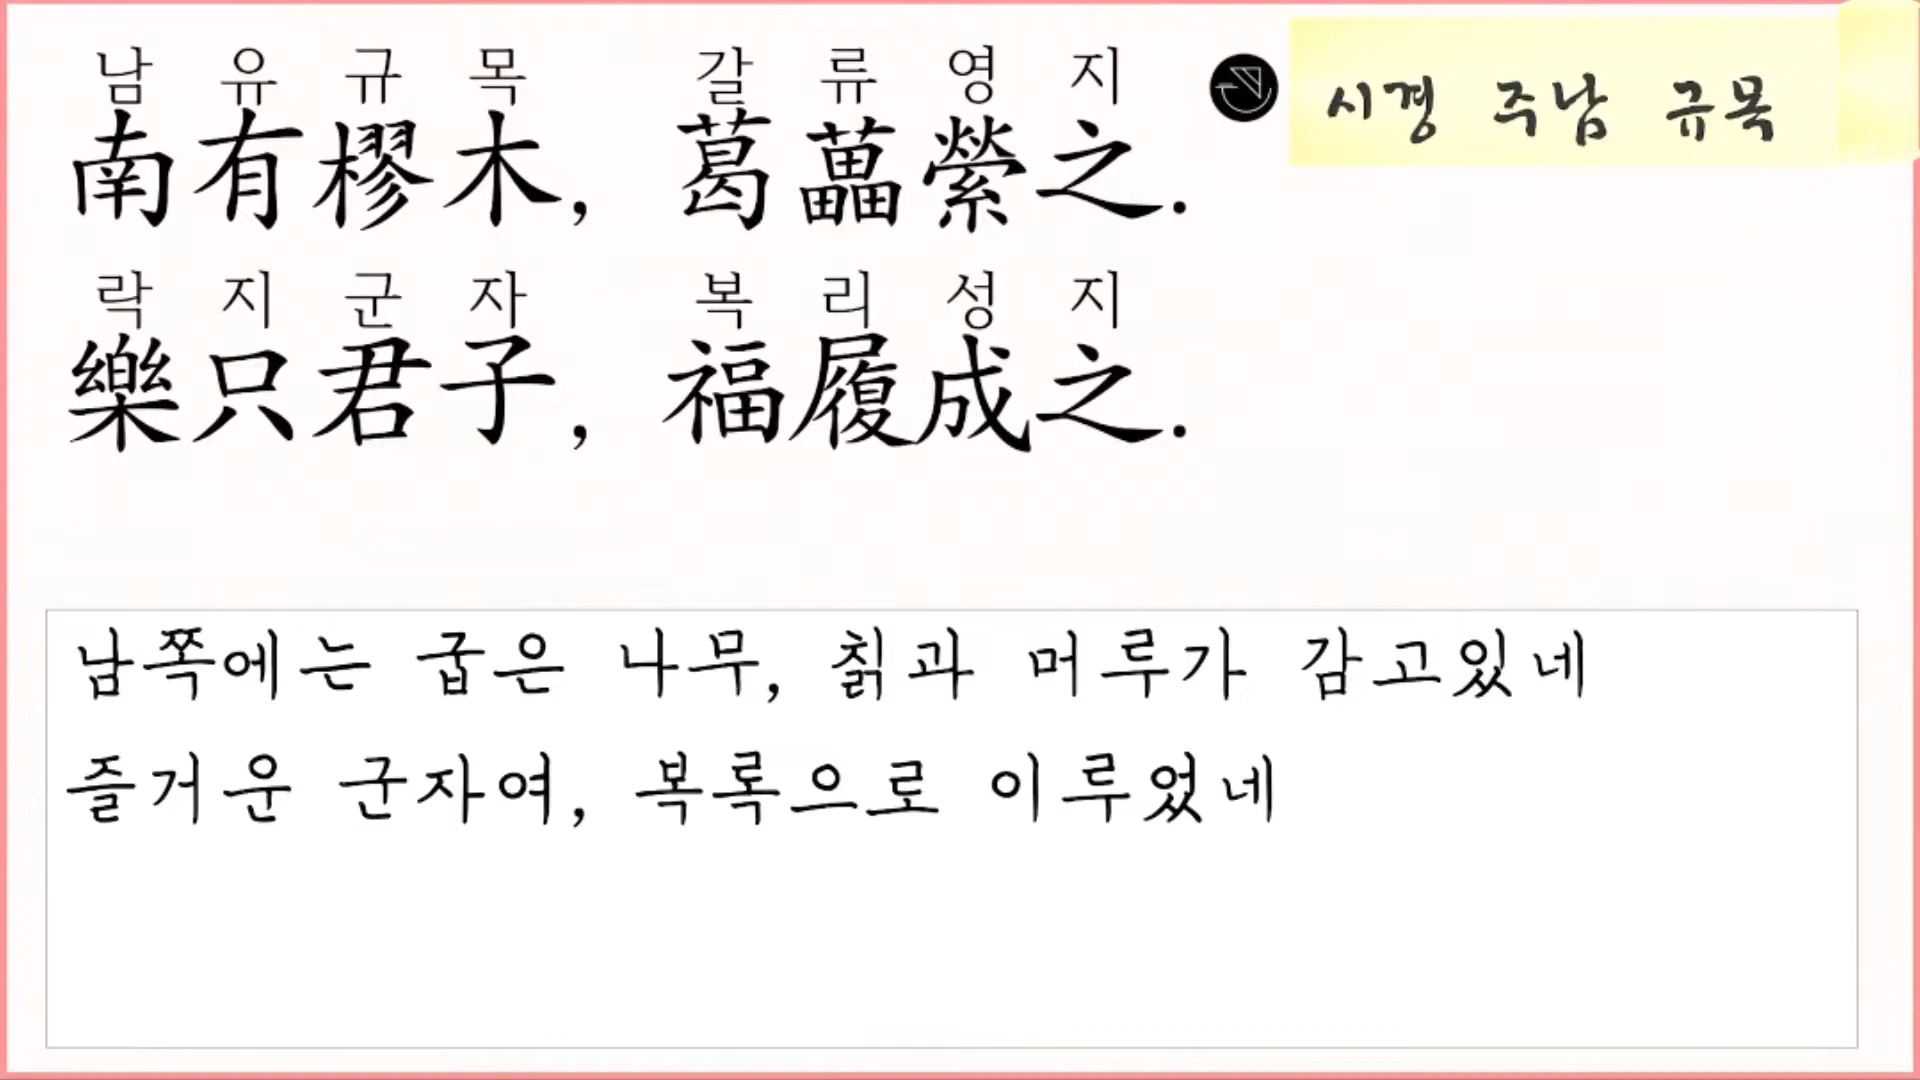 남 유 규 목 갈 류 영 지
南有樛木, 葛藟縈之.
시경 주남 규목
락 지 군 자 복 리 성 지
樂只君子, 福履成之.
남쪽에는 굽은 나무, 칡과 머루가 감고있네
즐거운 군자여, 복록으로 이루었네